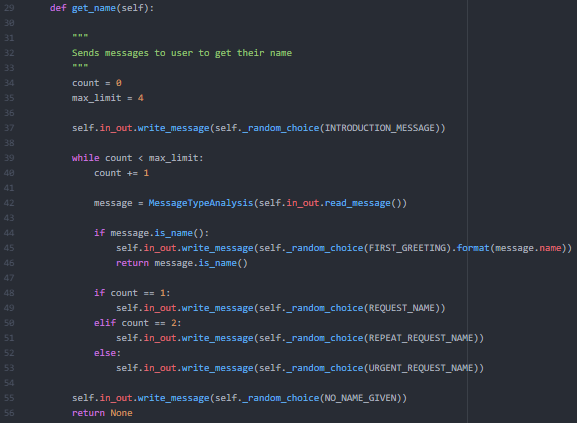 29 def get_name(self):
30
31 """
32 Sends messages to user to get their name
33 """
34 count = 0
35 max_limit = 4
36
37 self.in_out.write_message(self._random_choice(INTRODUCTION_MESSAGE))
38
39 while count < max_limit:
40 count += 1
41
42 message = MessageTypeAnalysis(self.in_out.read_message())
43
44 if message.is_name():
45 self.in_out.write_message(self._random_choice(FIRST_GREETING).format(message.name))
46 return message.is_name()
47
48 if count == 1:
49 self.in_out.write_message(self._random_choice(REQUEST_NAME))
50 elif count == 2:
51 self.in_out.write_message(self._random_choice(REPEAT_REQUEST_NAME))
52 else:
53 self.in_out.write_message(self._random_choice(URGENT_REQUEST_NAME))
54
55 self.in_out.write_message(self._random_choice(NO_NAME_GIVEN))
56 return None